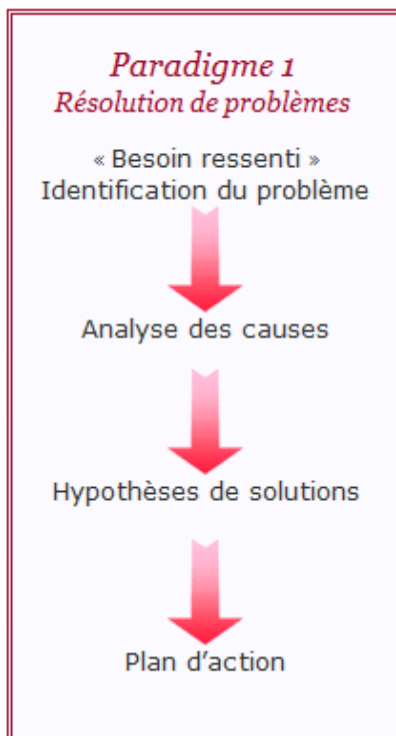 Paradigme 1
Résolution de problèmes
« Besoin ressenti »
Identification du problème
Analyse des causes
Hypothèses de solutions
Plan d’action